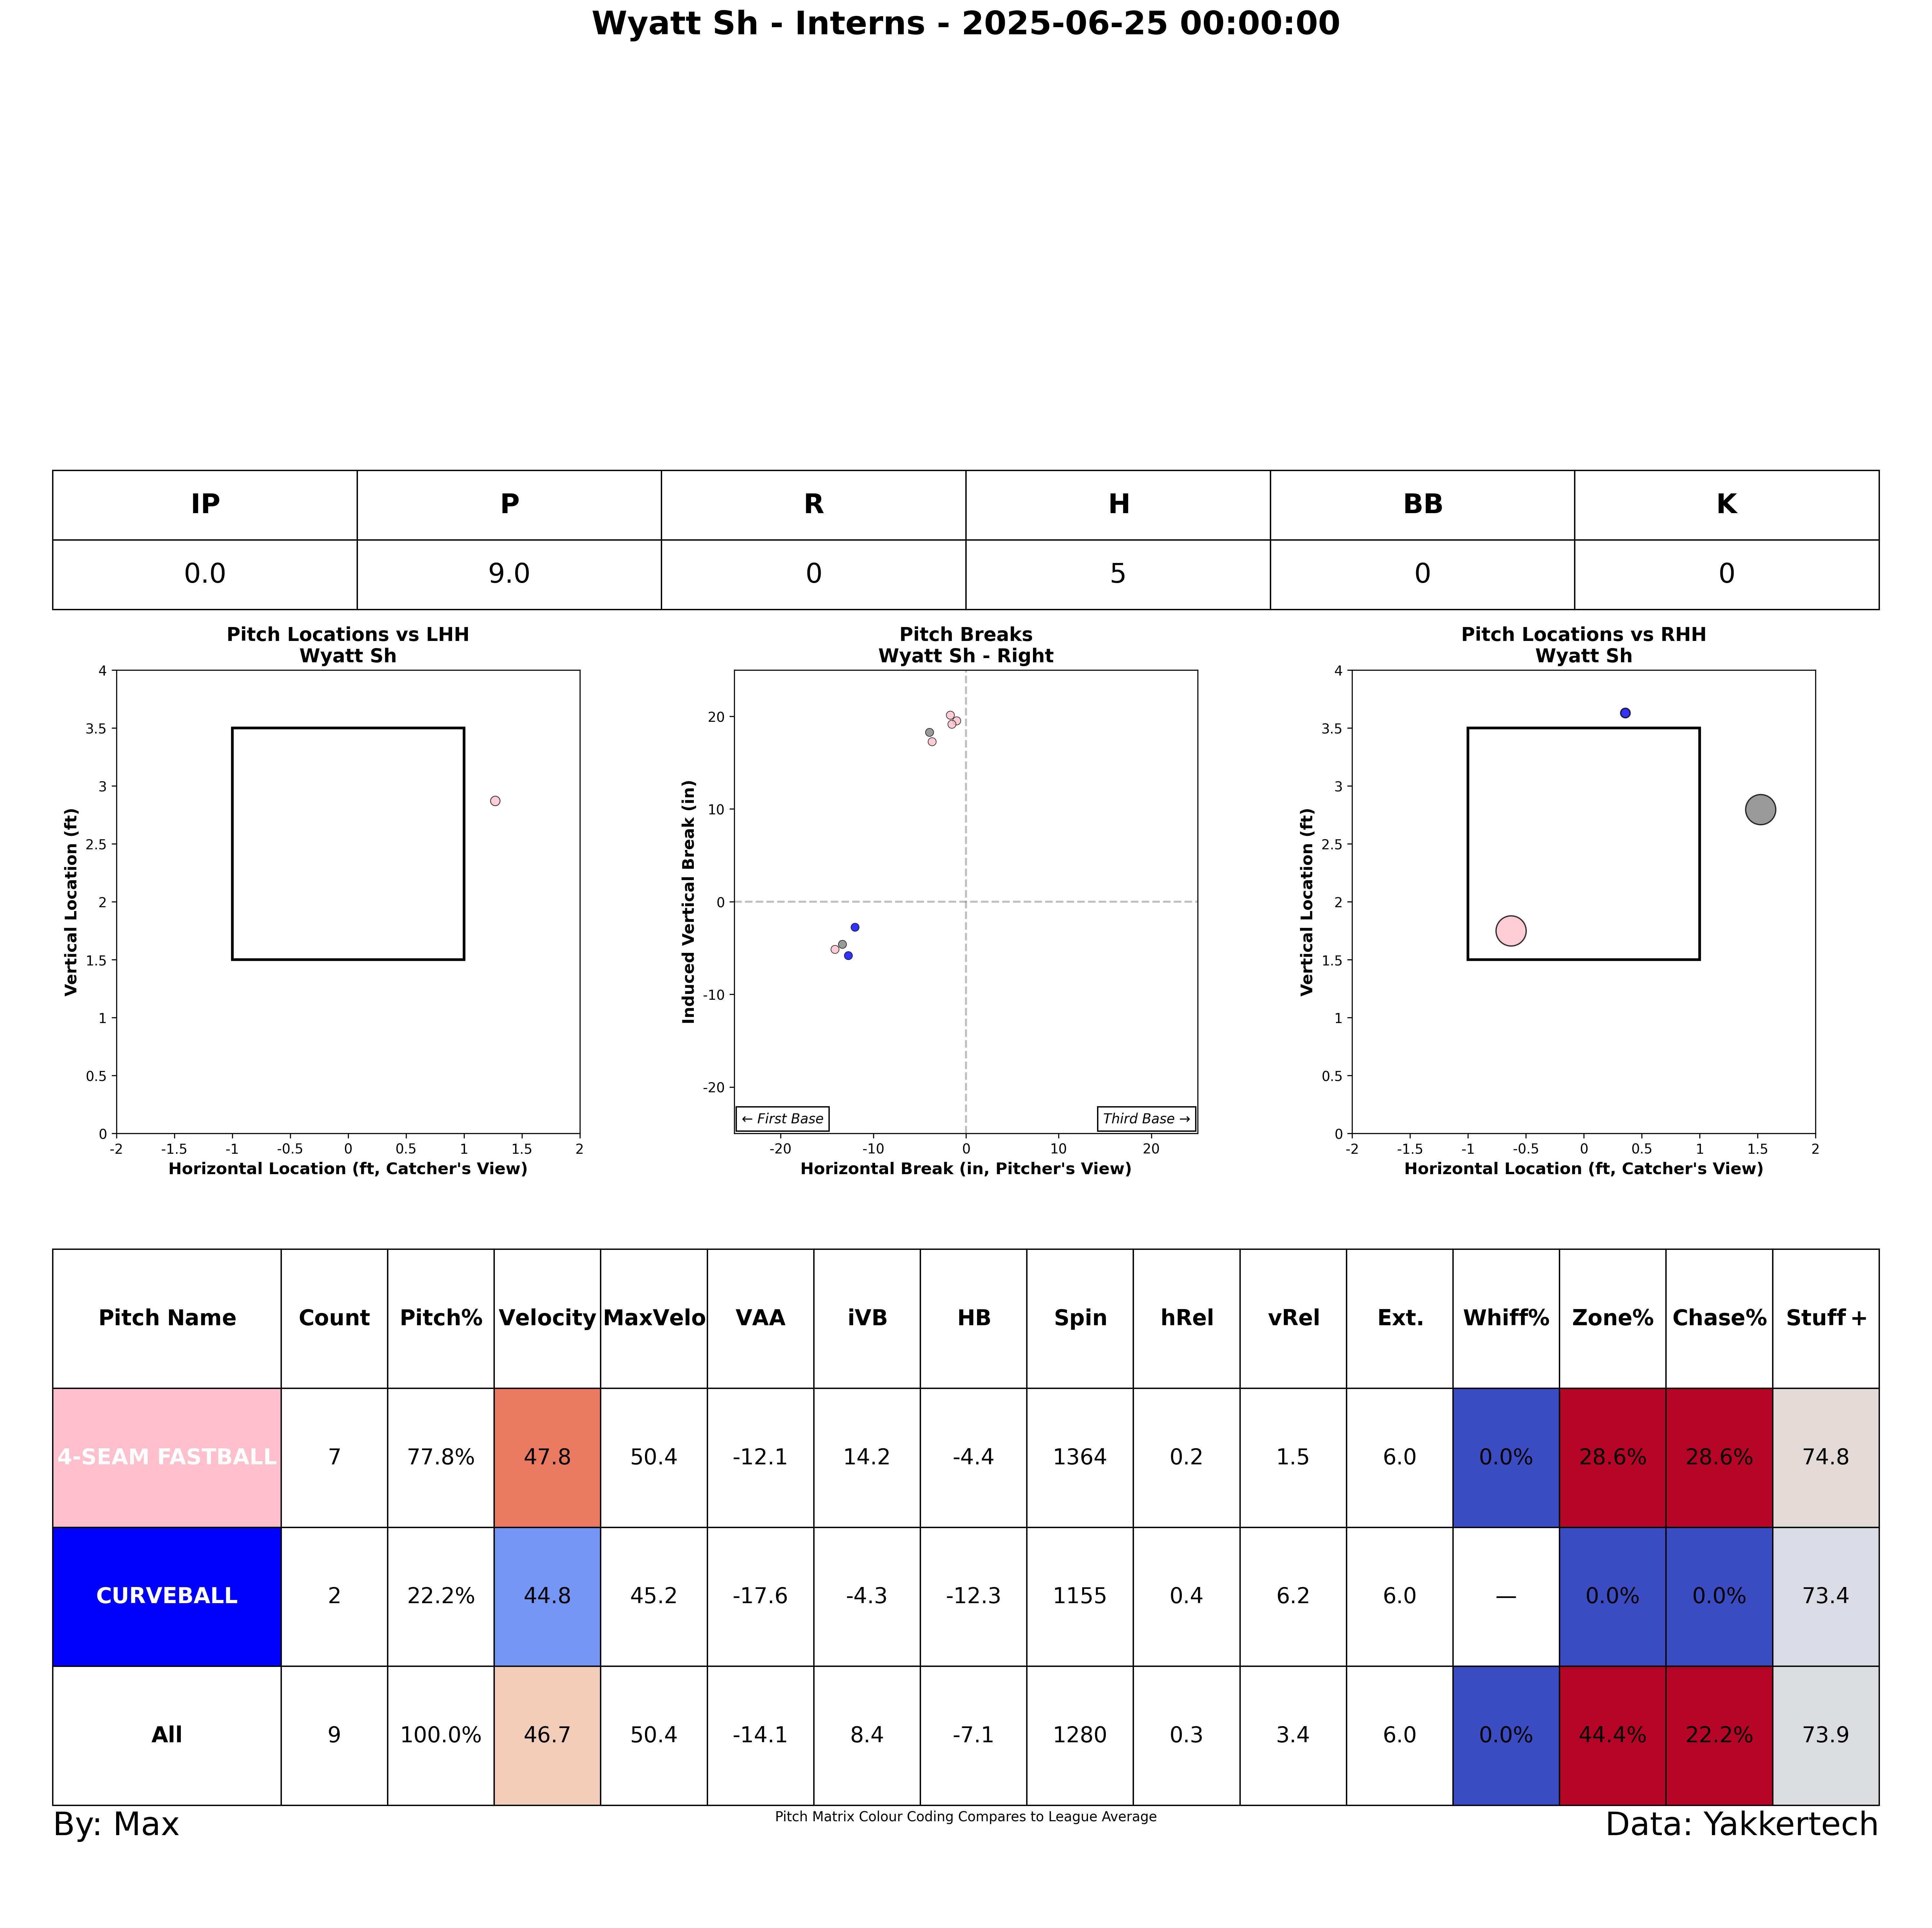 Wyatt Sh - Interns - 2025-06-25 00:00:00
IP P R H BB K
0.0 9.0 0 5 0 0
Pitch Locations vs LHH
Wyatt Sh
4
3.5
3
2.5
2
1.5
1
0.5
0
Vertical Location (ft)
-2 -1.5 -1 -0.5 0 0.5 1 1.5 2
Horizontal Location (ft, Catcher's View)
Pitch Breaks
Wyatt Sh - Right
20
10
0
-10
-20
Induced Vertical Break (in)
← First Base
Third Base →
-20 -10 0 10 20
Horizontal Break (in, Pitcher's View)
Pitch Locations vs RHH
Wyatt Sh
4
3.5
3
2.5
2
1.5
1
0.5
0
Vertical Location (ft)
-2 -1.5 -1 -0.5 0 0.5 1 1.5 2
Horizontal Location (ft, Catcher's View)
Pitch Name Count Pitch% Velocity MaxVelo VAA iVB HB Spin hRel vRel Ext. Whiff% Zone% Chase% Stuff+
4-SEAM FASTBALL 7 77.8% 47.8 50.4 -12.1 14.2 -4.4 1364 0.2 1.5 6.0 0.0% 28.6% 28.6% 74.8
CURVEBALL 2 22.2% 44.8 45.2 -17.6 -4.3 -12.3 1155 0.4 6.2 6.0 — 0.0% 0.0% 73.4
All 9 100.0% 46.7 50.4 -14.1 8.4 -7.1 1280 0.3 3.4 6.0 0.0% 44.4% 22.2% 73.9
By: Max
Pitch Matrix Colour Coding Compares to League Average
Data: Yakkertech